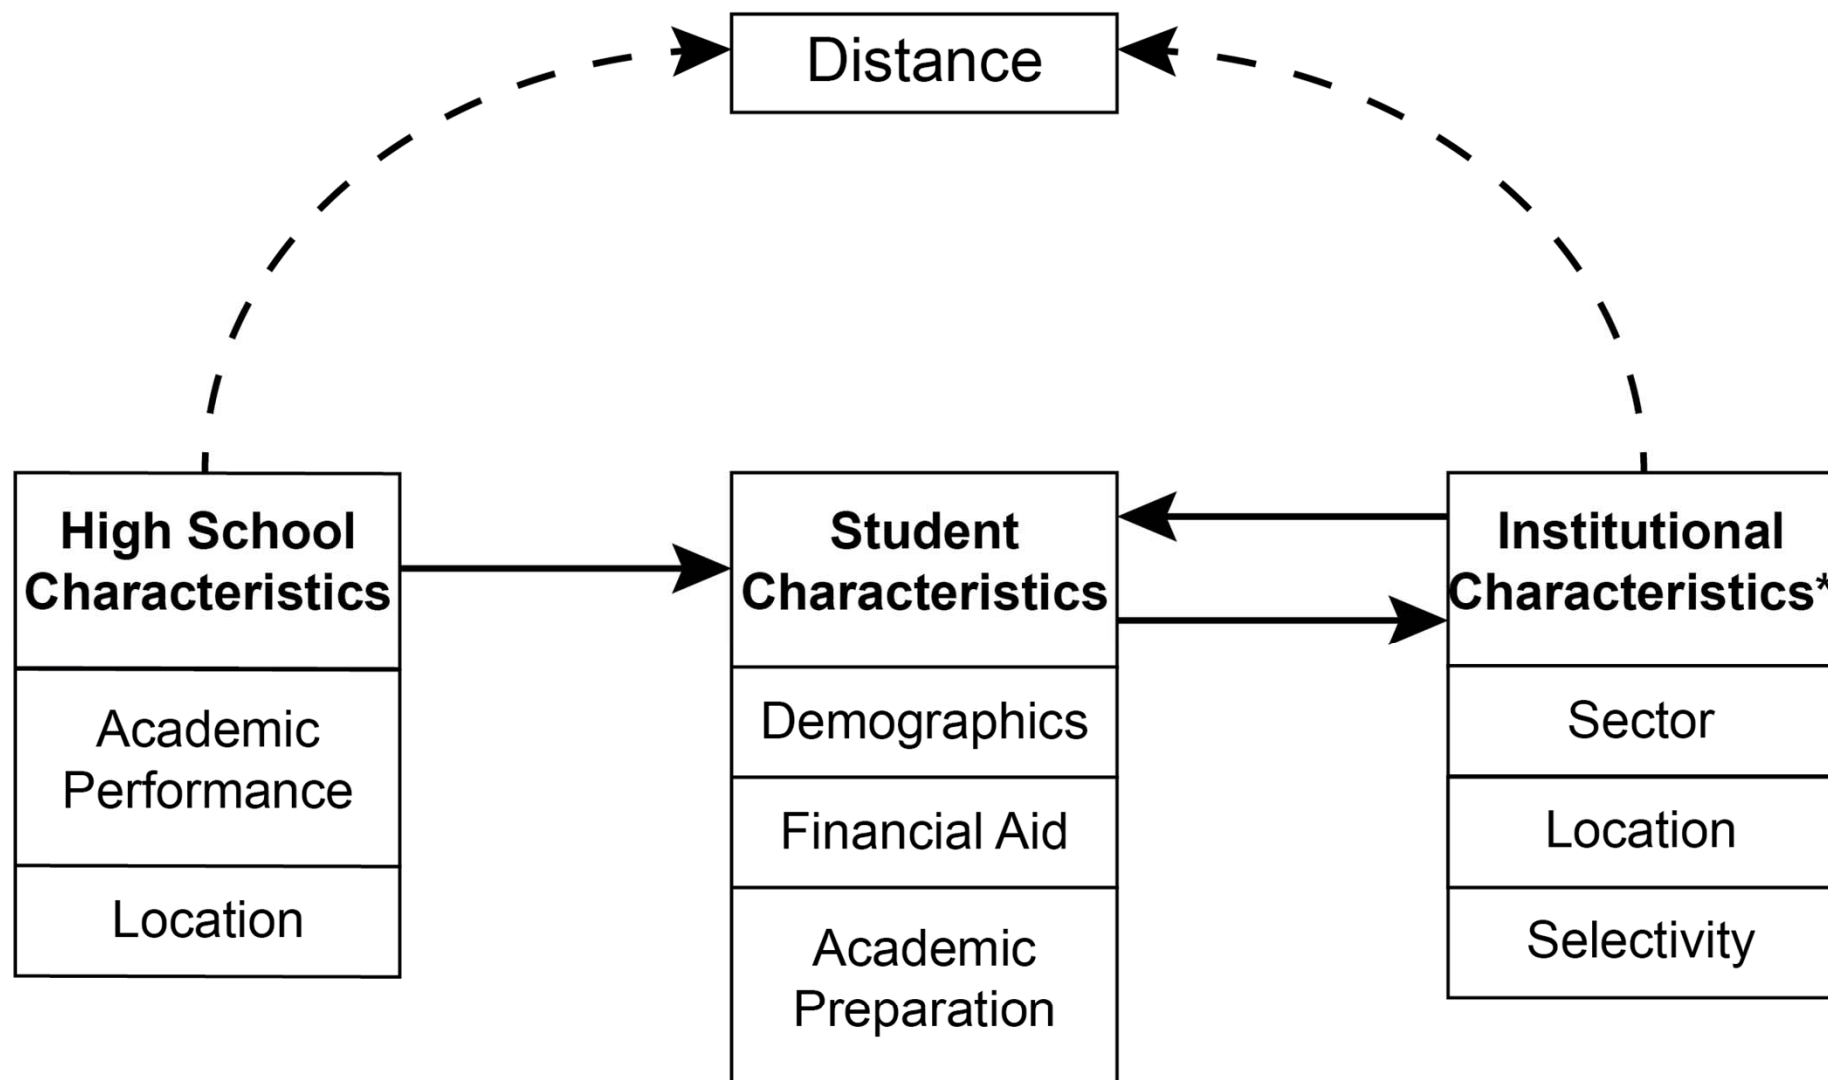 Distance
High School
Characteristics
Academic
Performance
Location
Student
Characteristics
Demographics
Financial Aid
Academic
Preparation
Institutional
Characteristics*
Sector
Location
Selectivity